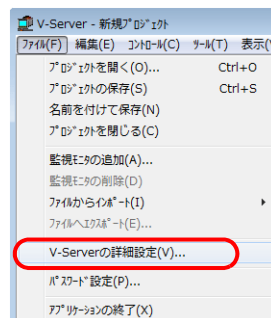 V-Server - 新規ﾌﾟﾛｼﾞｪｸﾄ
ﾌｧｲﾙ(F) 編集(E) ｺﾝﾄﾛｰﾙ(C) ﾂｰﾙ(T) 表示(
ﾌﾟﾛｼﾞｪｸﾄを開く(O)... Ctrl+O
ﾌﾟﾛｼﾞｪｸﾄの保存(S) Ctrl+S
名前を付けて保存(N)
ﾌﾟﾛｼﾞｪｸﾄを閉じる(C)
監視ﾓﾆﾀの追加(A)...
監視ﾓﾆﾀの削除(D)
ﾌｧｲﾙからｲﾝﾎﾟｰﾄ(I)
ﾌｧｲﾙへｴｸｽﾎﾟｰﾄ(E)...
V-Serverの詳細設定(V)...
ﾊﾟｽﾜｰﾄﾞ設定(P)...
ｱﾌﾟﾘｹｰｼｮﾝの終了(X)